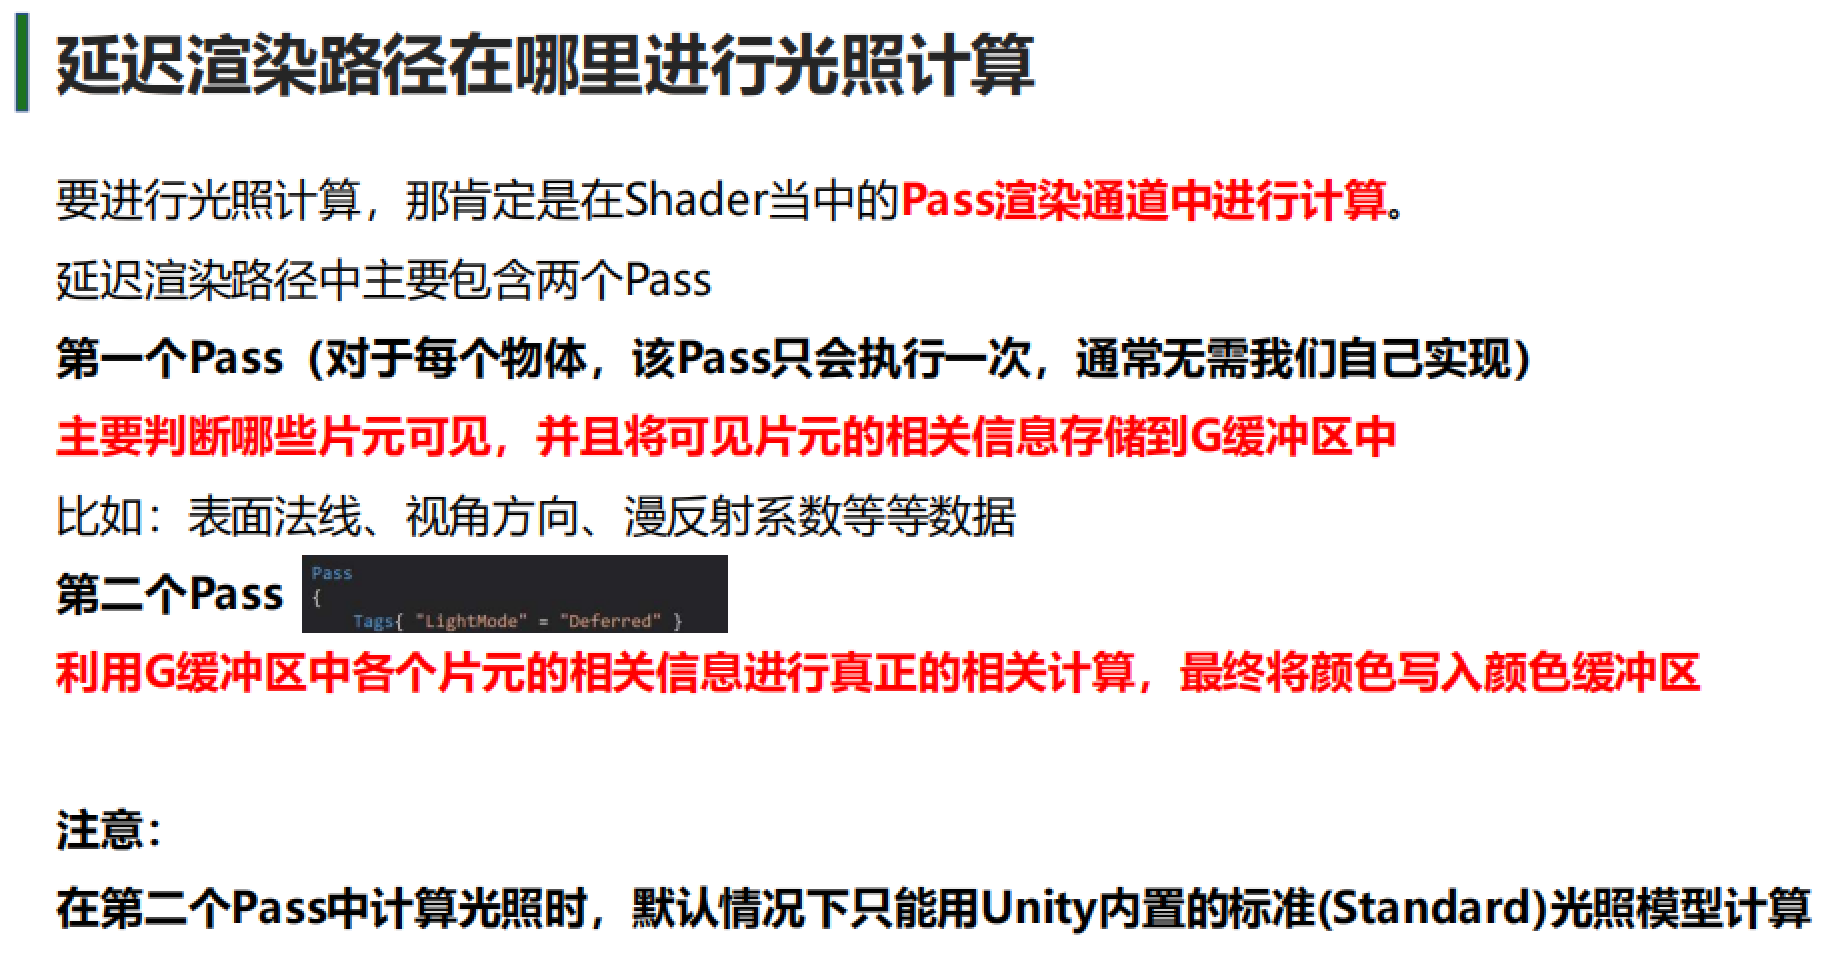 延迟渲染路径在哪里进行光照计算
要进行光照计算，那肯定是在Shader当中的Pass渲染通道中进行计算。
延迟渲染路径中主要包含两个Pass
第一个Pass（对于每个物体，该Pass只会执行一次，通常无需我们自己实现）
主要判断哪些片元可见，并且将可见片元的相关信息存储到G缓冲区中
比如：表面法线、视角方向、漫反射系数等等数据
第二个Pass
Pass
{
Tags{ "LightMode" = "Deferred" }
利用G缓冲区中各个片元的相关信息进行真正的相关计算，最终将颜色写入颜色缓冲区
注意：
在第二个Pass中计算光照时，默认情况下只能用Unity内置的标准(Standard)光照模型计算